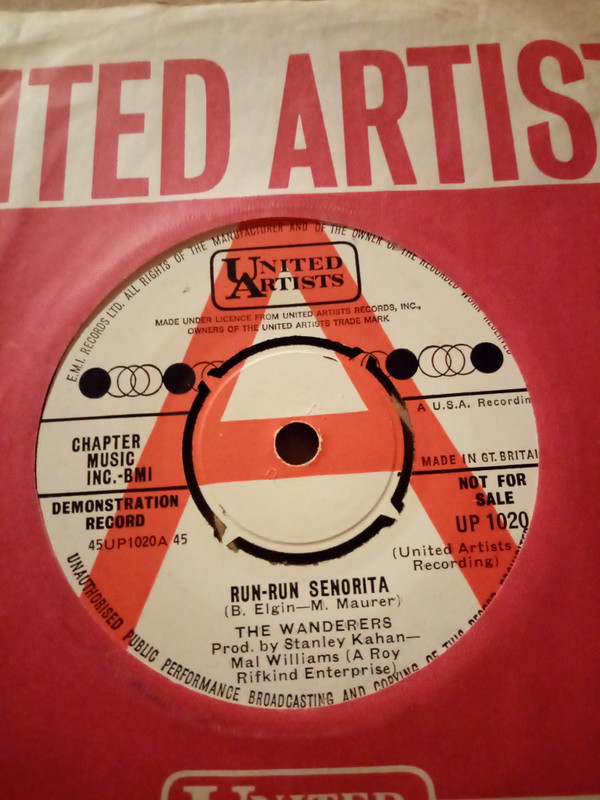 UNITED ARTIST
E.M.I. RECORDS LTD. ALL RIGHTS OF THE MANUFACTURER AND OF THE OWNER OF THE RECORDED WORK RESERVED
UNITED
ARTISTS
MADE UNDER LICENCE FROM UNITED ARTISTS RECORDS, INC.,
OWNERS OF THE UNITED ARTISTS TRADE MARK
A
A U.S.A. Recordin
CHAPTER
MUSIC
INC.-BMI
MADE IN GT. BRITAI
DEMONSTRATION
RECORD
45UP1020A 45
NOT FOR
SALE
UP 1020
(United Artists
Recording)
RUN-RUN SENORITA
(B. Elgin—M. Maurer)
THE WANDERERS
Prod. by Stanley Kahan—
Mal Williams (A Roy
Rifkind Enterprise)
UNAUTHORISED PUBLIC PERFORMANCE BROADCASTING AND COPYING OF THIS RECORD
UNITED